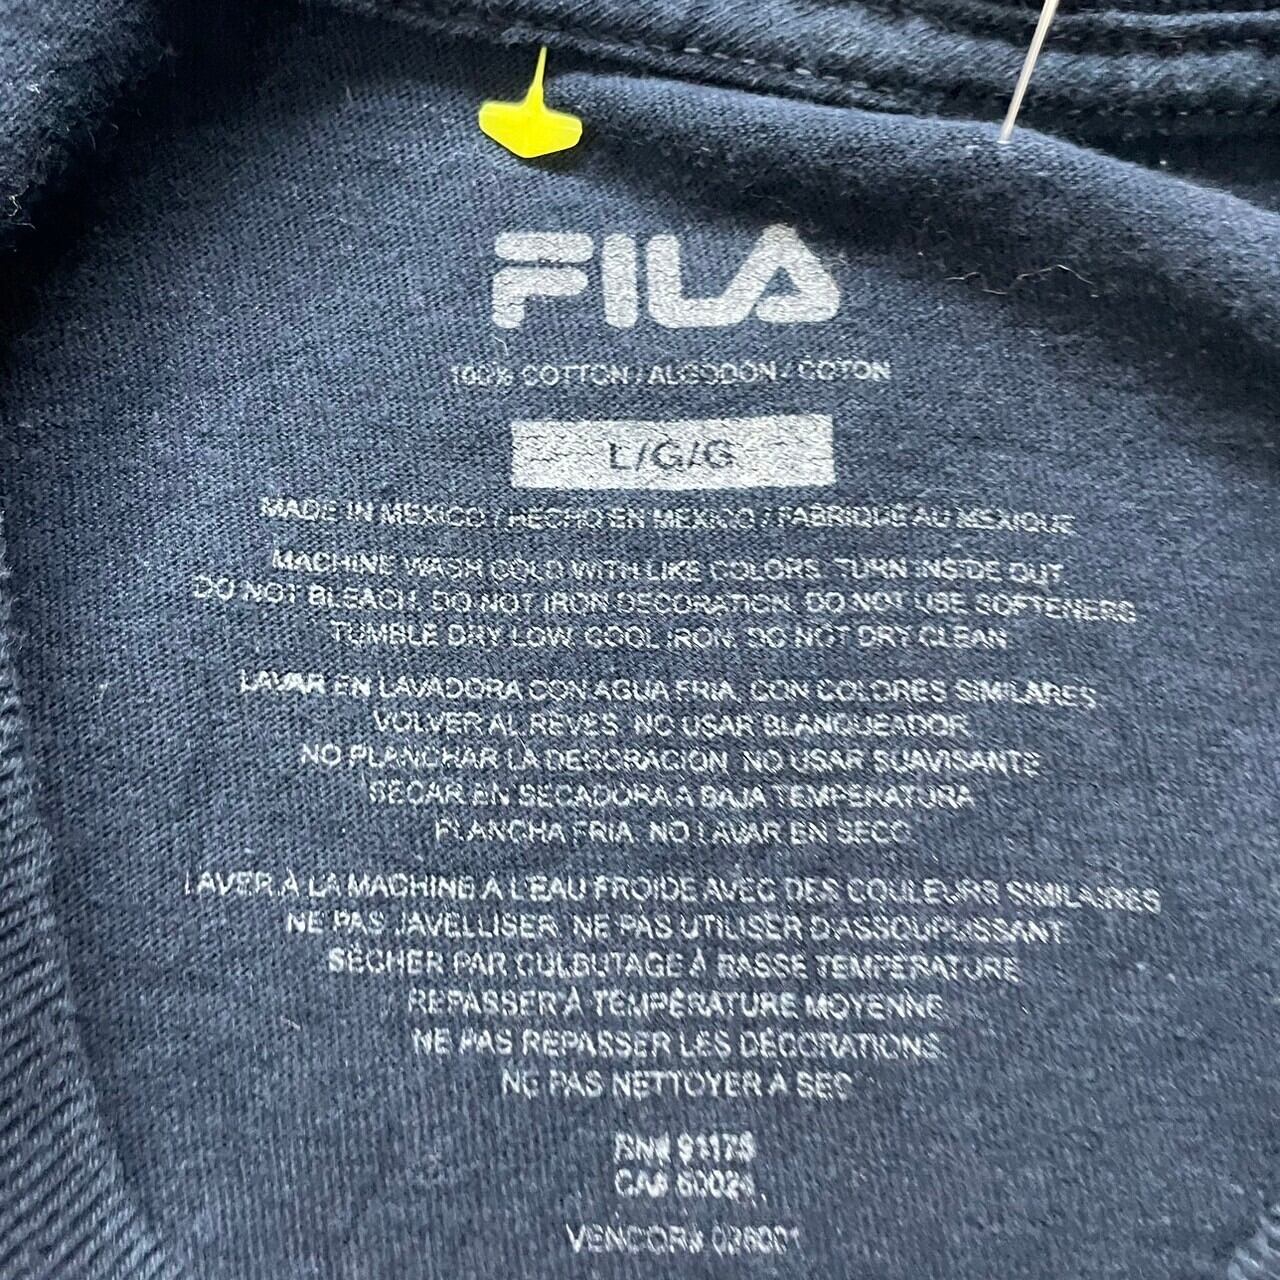 FILA
100% COTTON / ALGODON / COTON
L/G/G
MADE IN MEXICO / HECHO EN MEXICO / FABRIQUE AU MEXIQUE
MACHINE WASH COLD WITH LIKE COLORS. TURN INSIDE OUT.
DO NOT BLEACH. DO NOT IRON DECORATION. DO NOT USE SOFTENERS
TUMBLE DRY LOW. COOL IRON. DO NOT DRY CLEAN
LAVAR EN LAVADORA CON AGUA FRIA, CON COLORES SIMILARES
VOLVER AL RÉVES. NO USAR BLANQUEADOR
NO PLANCHAR LA DECORACIÓN. NO USAR SUAVISANTE
SECAR EN SECADORA A BAJA TEMPERATURA
PLANCHA FRIA. NO LAVAR EN SECO
LAVER À LA MACHINE À L'EAU FROIDE AVEC DES COULEURS SIMILAIRES
NE PAS JAVELLISER. NE PAS UTILISER D'ASSOUPLISSANT.
SÉCHER PAR CULBUTAGE À BASSE TEMPÉRATURE
REPASSER À TEMPÉRATURE MOYENNE.
NE PAS REPASSER LES DÉCORATIONS.
NE PAS NETTOYER À SEC
RN# 91175
CA# 60024
VENDOR# 026001